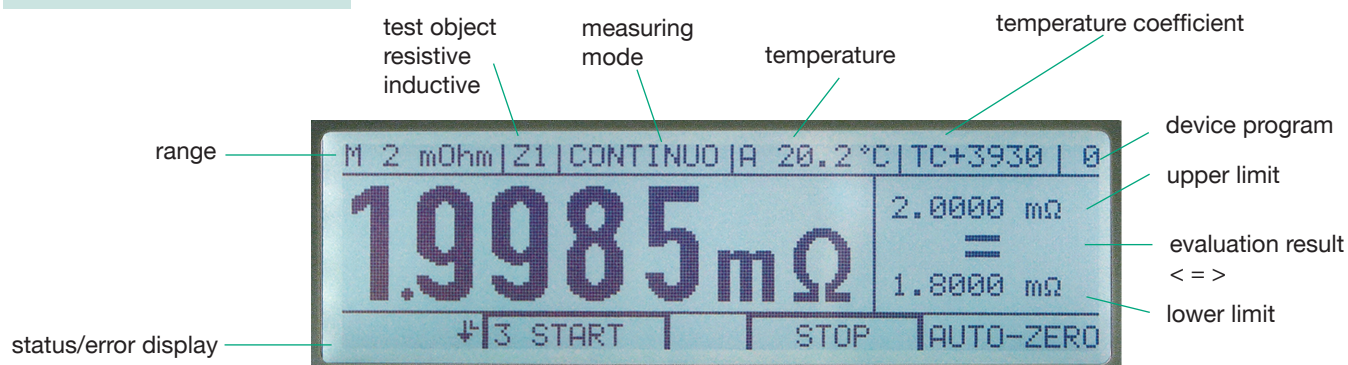 test object
resistive
inductive
measuring
mode
temperature
temperature coefficient
range
device program
upper limit
evaluation result
< = >
lower limit
status/error display
M 2 mOhm|Z1|CONTINUO|A 20.2°C|TC+3930 | 0
1.9985mΩ
2.0000 mΩ
=
1.8000 mΩ
3 START STOP AUTO-ZERO